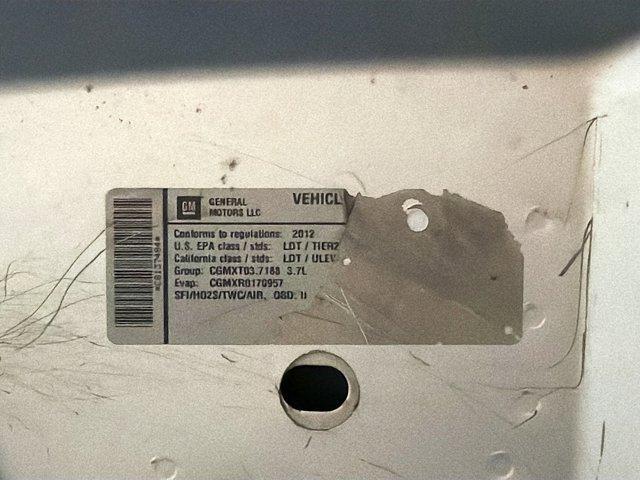 GM GENERAL MOTORS LLC
VEHICL
Conforms to regulations: 2012
U.S. EPA class / stds: LDT / TIER2
California class / stds: LDT / ULEV
Group: CGMXT03.7188 3.7L
Evap: CGMXR0170957
SFI/HO2S/TWC/AIR, OBD: II